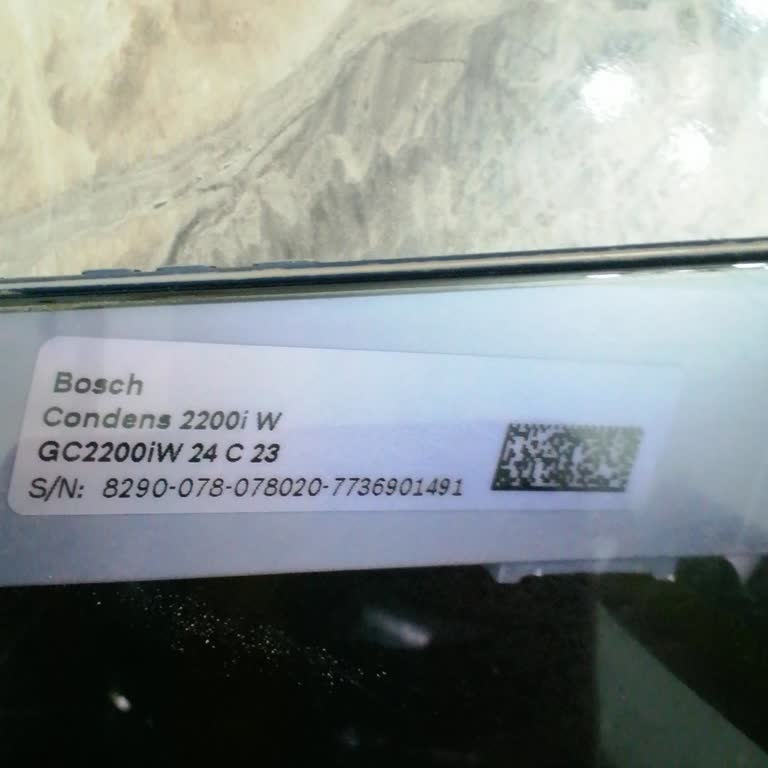 Bosch
Condens 2200i W
GC2200iW 24 C 23
S/N: 8290-078-078020-7736901491